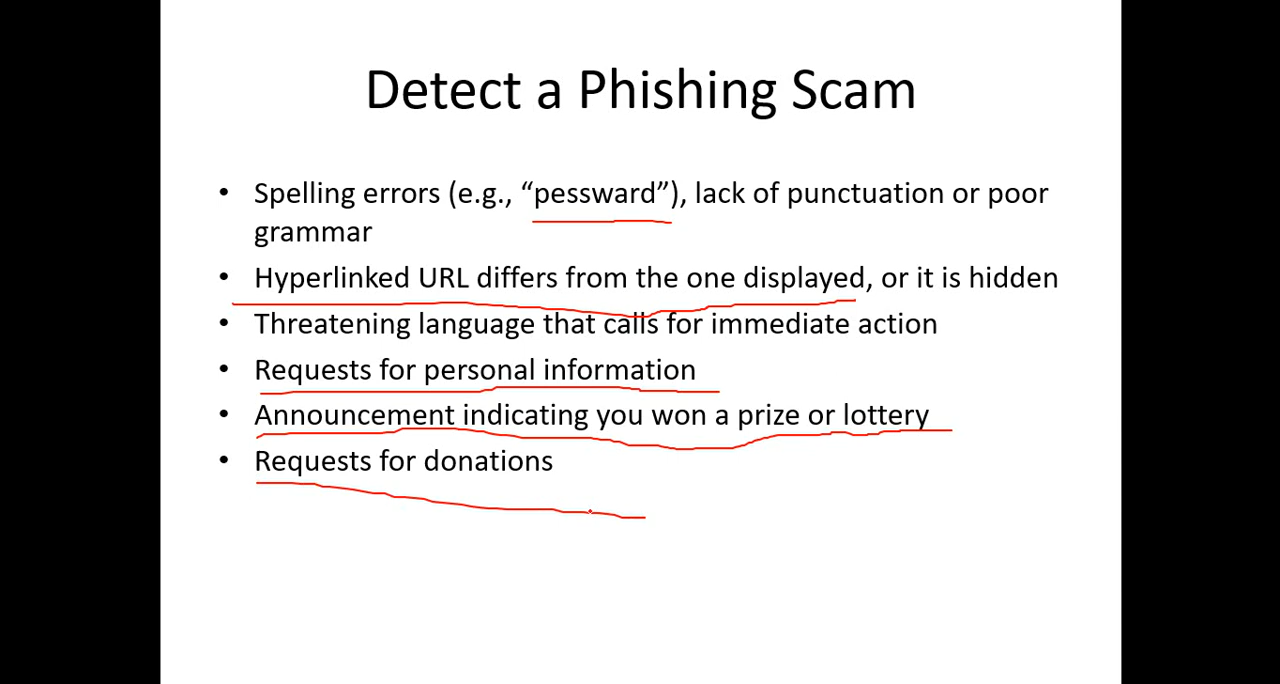 Detect a Phishing Scam
• Spelling errors (e.g., “pessward”), lack of punctuation or poor
grammar
• Hyperlinked URL differs from the one displayed, or it is hidden
• Threatening language that calls for immediate action
• Requests for personal information
• Announcement indicating you won a prize or lottery
• Requests for donations